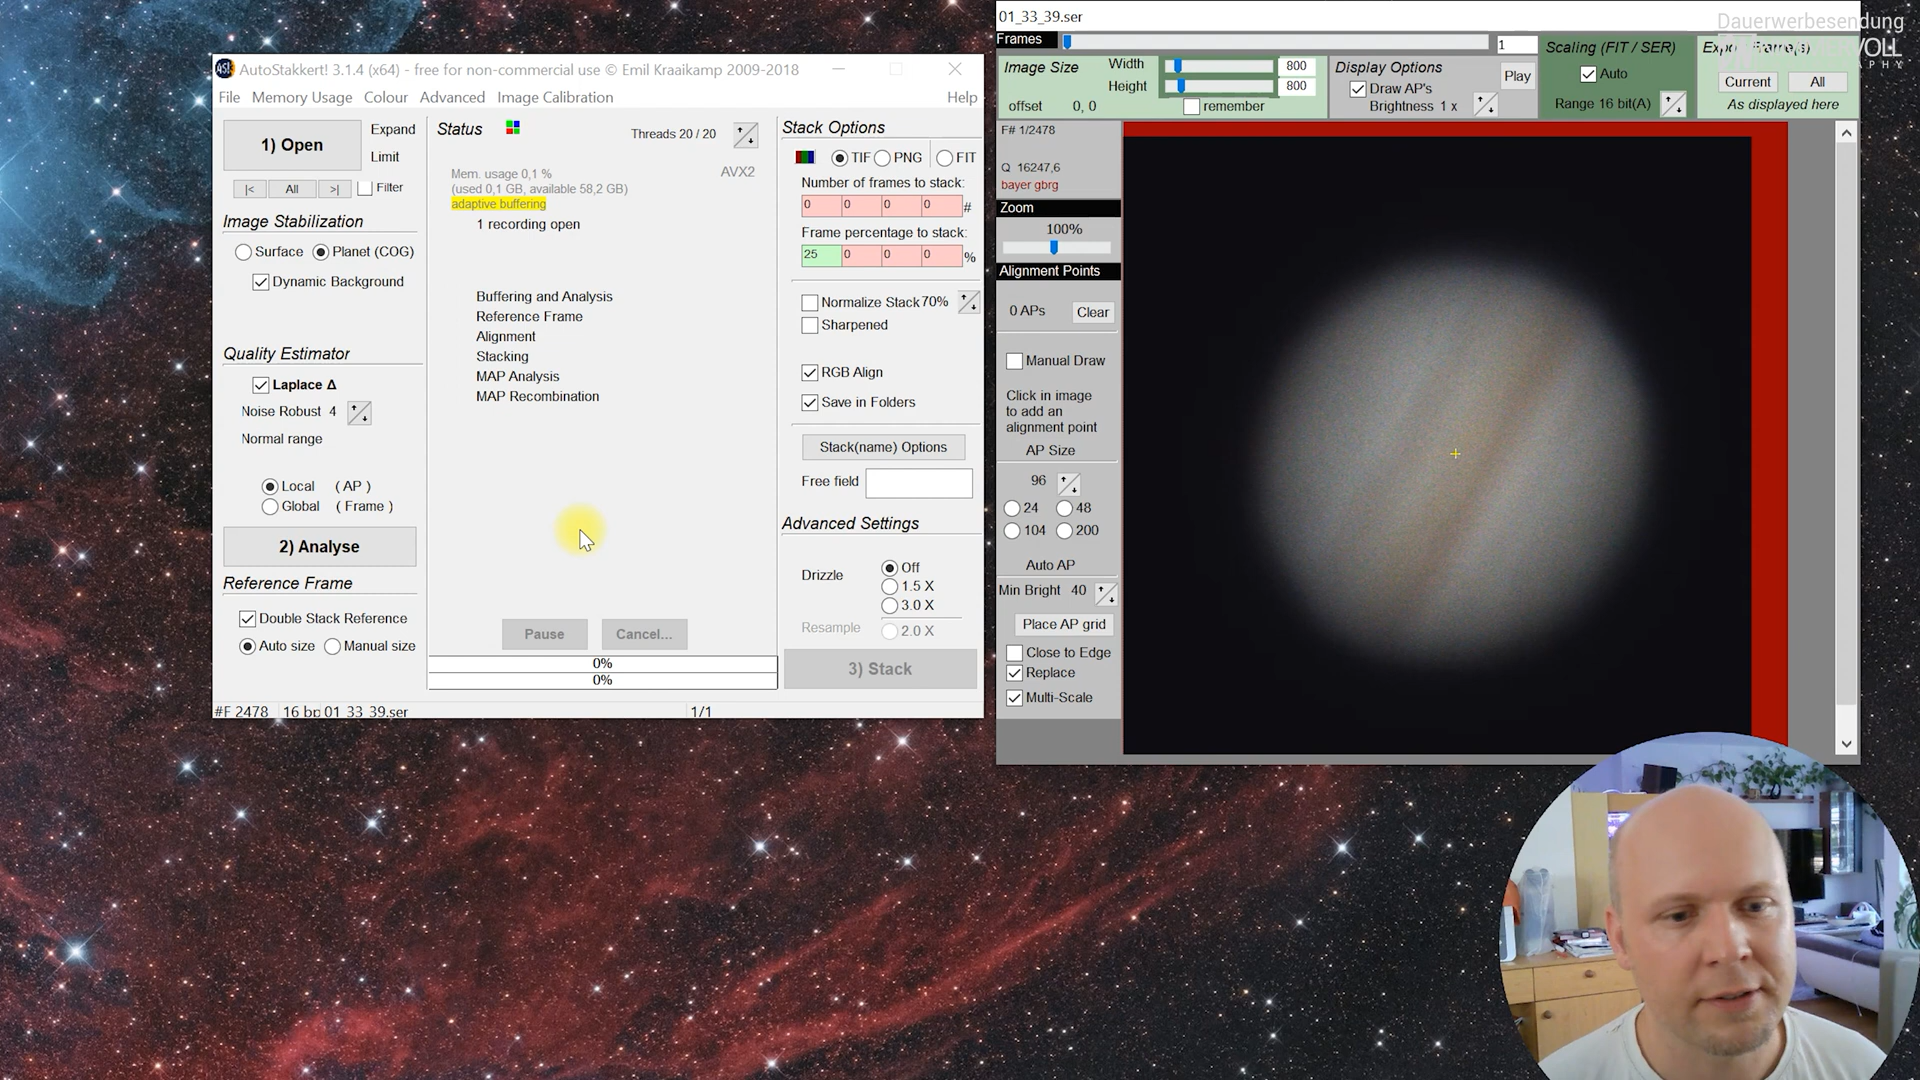 01_33_39.ser
Dauerwerbesendung
VOLL
Frames
1
Scaling (FIT / SER)
Image Size
Width
800
Height
800
offset 0, 0
remember
Display Options
Play
Draw AP's
Brightness 1 x
Auto
Range 16 bit(A)
Current
All
As displayed here
AutoStakkert! 3.1.4 (x64) - free for non-commercial use © Emil Kraaikamp 2009-2018
File Memory Usage Colour Advanced Image Calibration Help
1) Open
Expand
Limit
|< All >| Filter
Image Stabilization
Surface Planet (COG)
Dynamic Background
Quality Estimator
Laplace Δ
Noise Robust 4
Normal range
Local ( AP )
Global ( Frame )
2) Analyse
Reference Frame
Double Stack Reference
Auto size Manual size
Status
Threads 20 / 20
Mem. usage 0,1 %
AVX2
(used 0,1 GB, available 58,2 GB)
adaptive buffering
1 recording open
Buffering and Analysis
Reference Frame
Alignment
Stacking
MAP Analysis
MAP Recombination
Pause Cancel...
0%
0%
Stack Options
TIF PNG FIT
Number of frames to stack:
0 0 0 0 #
Frame percentage to stack:
25 0 0 0 %
Normalize Stack 70%
Sharpened
RGB Align
Save in Folders
Stack(name) Options
Free field
Advanced Settings
Drizzle
Off
1.5 X
3.0 X
Resample 2.0 X
3) Stack
#F 2478 16 bp 01_33_39.ser 1/1
F# 1/2478
Q 16247,6
bayer gbrg
Zoom
100%
Alignment Points
0 APs Clear
Manual Draw
Click in image
to add an
alignment point
AP Size
96
24 48
104 200
Auto AP
Min Bright 40
Place AP grid
Close to Edge
Replace
Multi-Scale